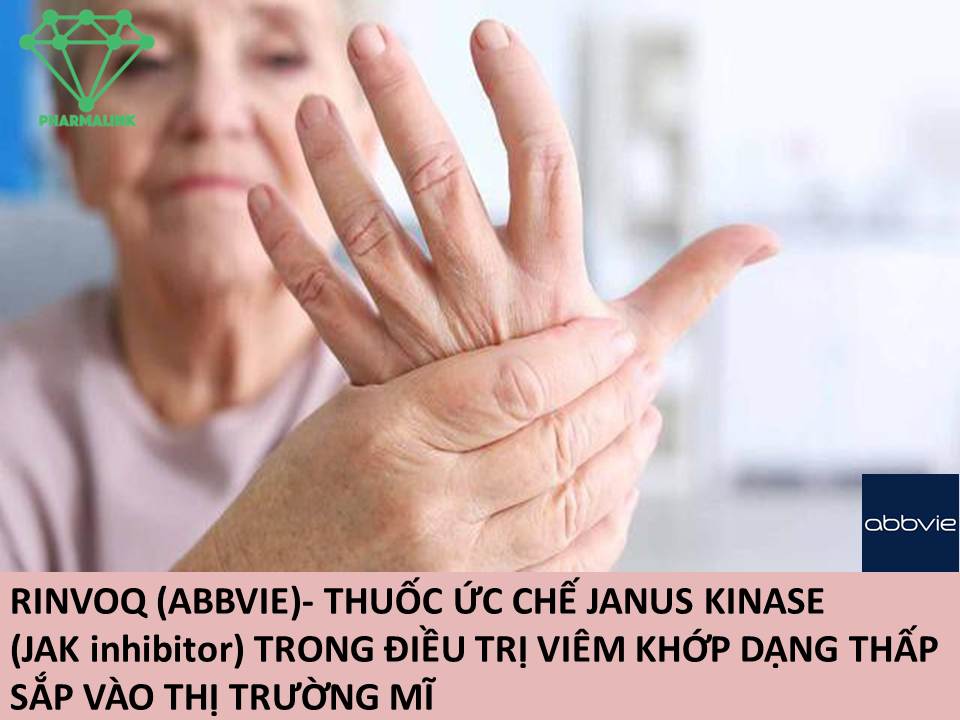 PHARMALINK
abbvie
RINVOQ (ABBVIE)- THUỐC ỨC CHẾ JANUS KINASE
(JAK inhibitor) TRONG ĐIỀU TRỊ VIÊM KHỚP DẠNG THẤP
SẮP VÀO THỊ TRƯỜNG MĨ